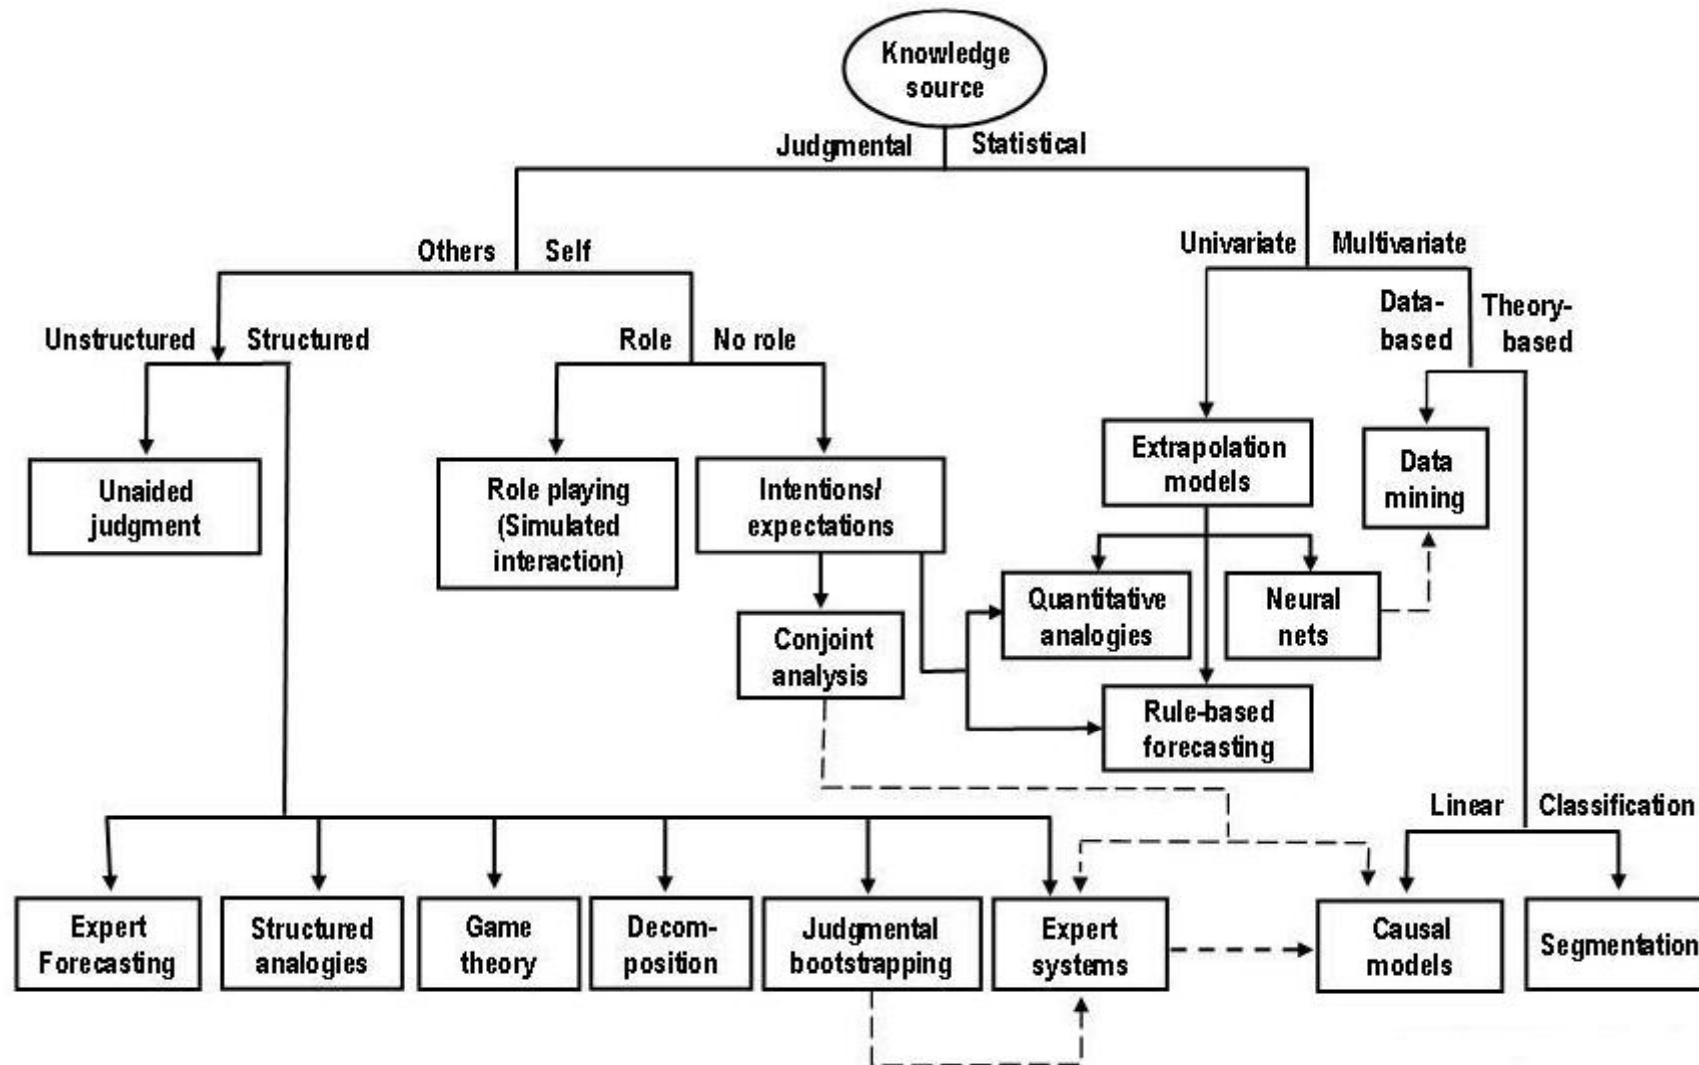 Knowledge
source
Judgmental
Statistical
Others
Self
Univariate
Multivariate
Unstructured
Structured
Role
No role
Data-
based
Theory-
based
Unaided
judgment
Role playing
(Simulated
interaction)
Intentions/
expectations
Extrapolation
models
Data
mining
Conjoint
analysis
Quantitative
analogies
Neural
nets
Rule-based
forecasting
Linear
Classification
Expert
Forecasting
Structured
analogies
Game
theory
Decom-
position
Judgmental
bootstrapping
Expert
systems
Causal
models
Segmentation